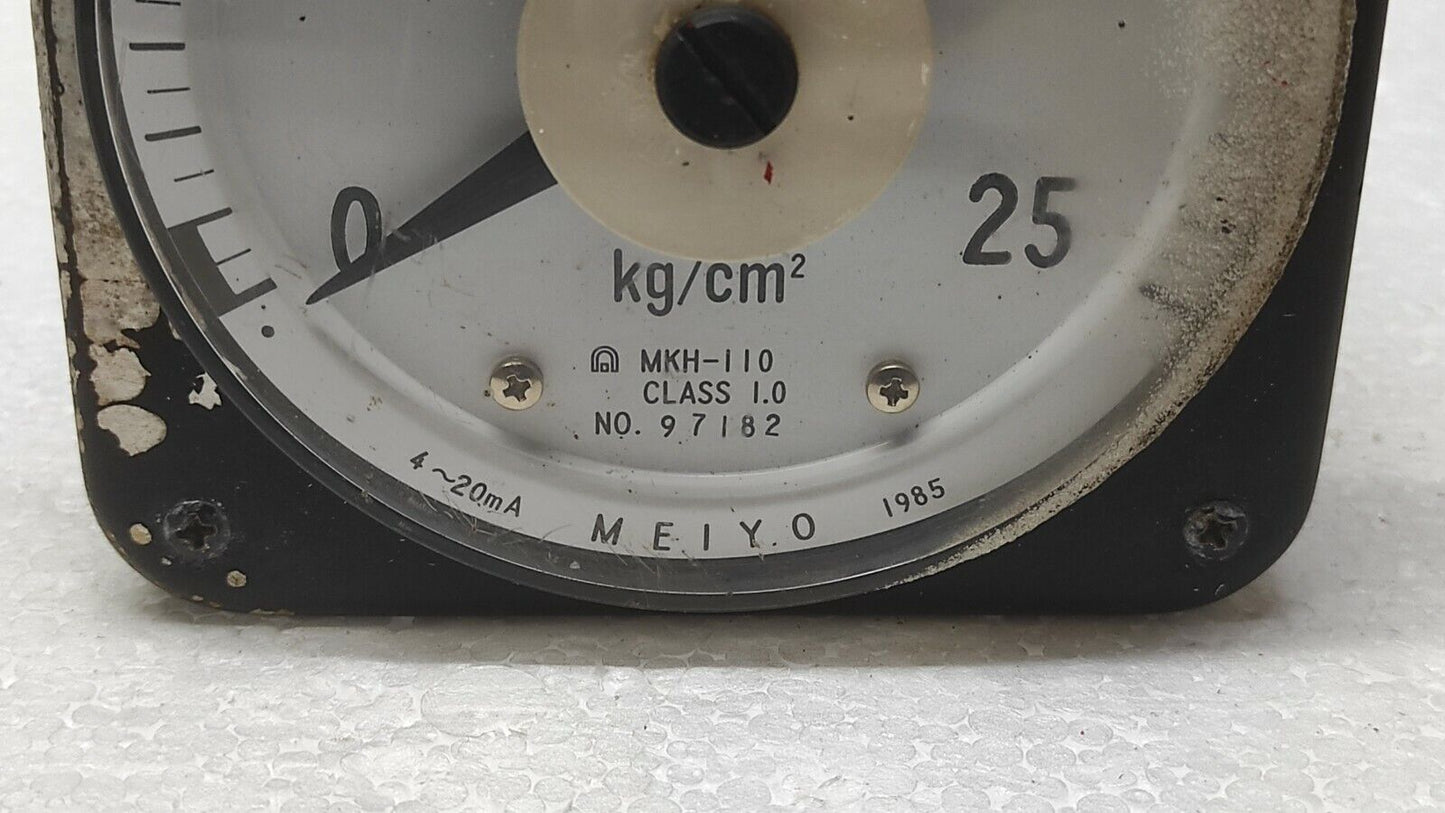 0
25
kg/cm²
MKH-110
CLASS 1.0
NO. 97182
4~20mA
MEIYO
1985